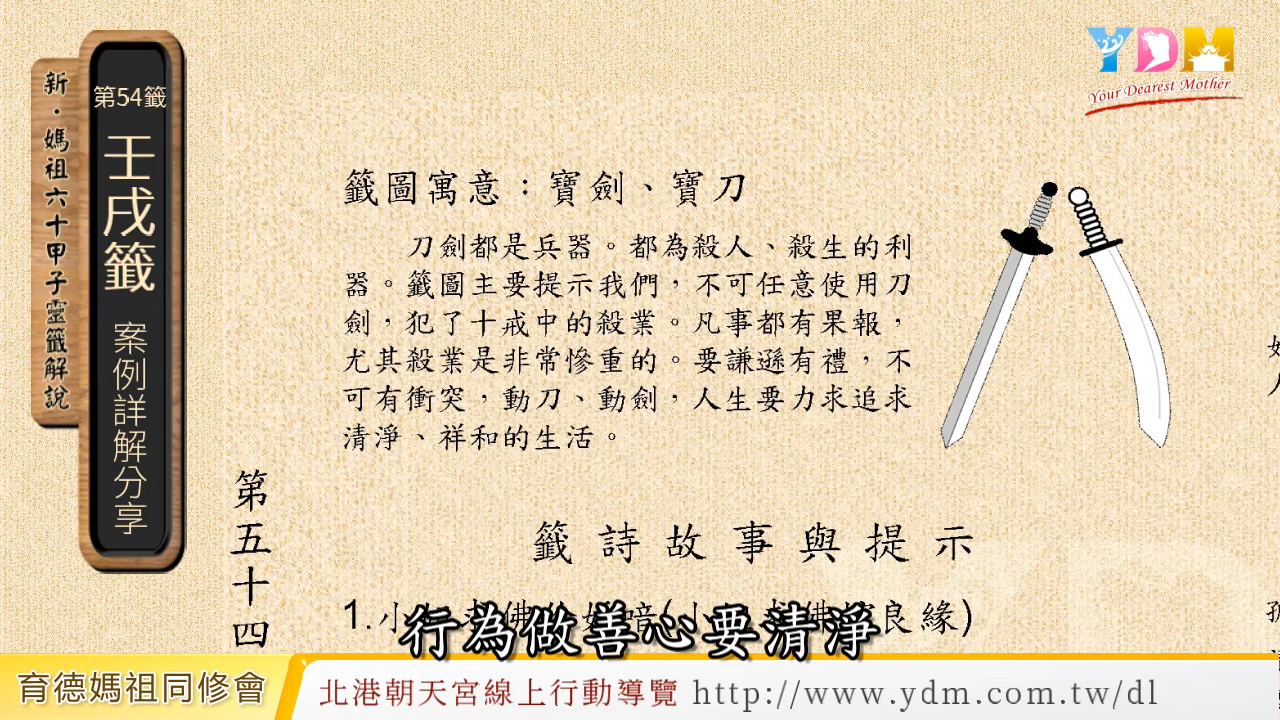 新·媽祖六十甲子靈籤解說
第54籤
壬戌籤
案例詳解分享
YDM
Your Dearest Mother
籤圖寓意：寶劍、寶刀
刀劍都是兵器。都為殺人、殺生的利
器。籤圖主要提示我們，不可任意使用刀
劍，犯了十戒中的殺業。凡事都有果報，
尤其殺業是非常慘重的。要謙遜有禮，不
可有衝突，動刀、動劍，人生要力求追求
清淨、祥和的生活。
第五十四
籤詩故事與提示
1.小
良緣)
行為做善心要清淨
育德媽祖同修會
北港朝天宮線上行動導覽 http://www.ydm.com.tw/dl